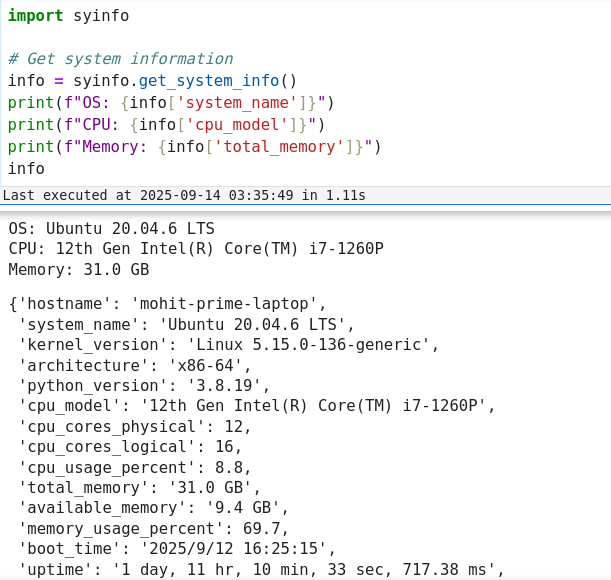 import syinfo
# Get system information
info = syinfo.get_system_info()
print(f"OS: {info['system_name']}")
print(f"CPU: {info['cpu_model']}")
print(f"Memory: {info['total_memory']}")
info
Last executed at 2025-09-14 03:35:49 in 1.11s
OS: Ubuntu 20.04.6 LTS
CPU: 12th Gen Intel(R) Core(TM) i7-1260P
Memory: 31.0 GB
{'hostname': 'mohit-prime-laptop',
'system_name': 'Ubuntu 20.04.6 LTS',
'kernel_version': 'Linux 5.15.0-136-generic',
'architecture': 'x86-64',
'python_version': '3.8.19',
'cpu_model': '12th Gen Intel(R) Core(TM) i7-1260P',
'cpu_cores_physical': 12,
'cpu_cores_logical': 16,
'cpu_usage_percent': 8.8,
'total_memory': '31.0 GB',
'available_memory': '9.4 GB',
'memory_usage_percent': 69.7,
'boot_time': '2025/9/12 16:25:15',
'uptime': '1 day, 11 hr, 10 min, 33 sec, 717.38 ms',